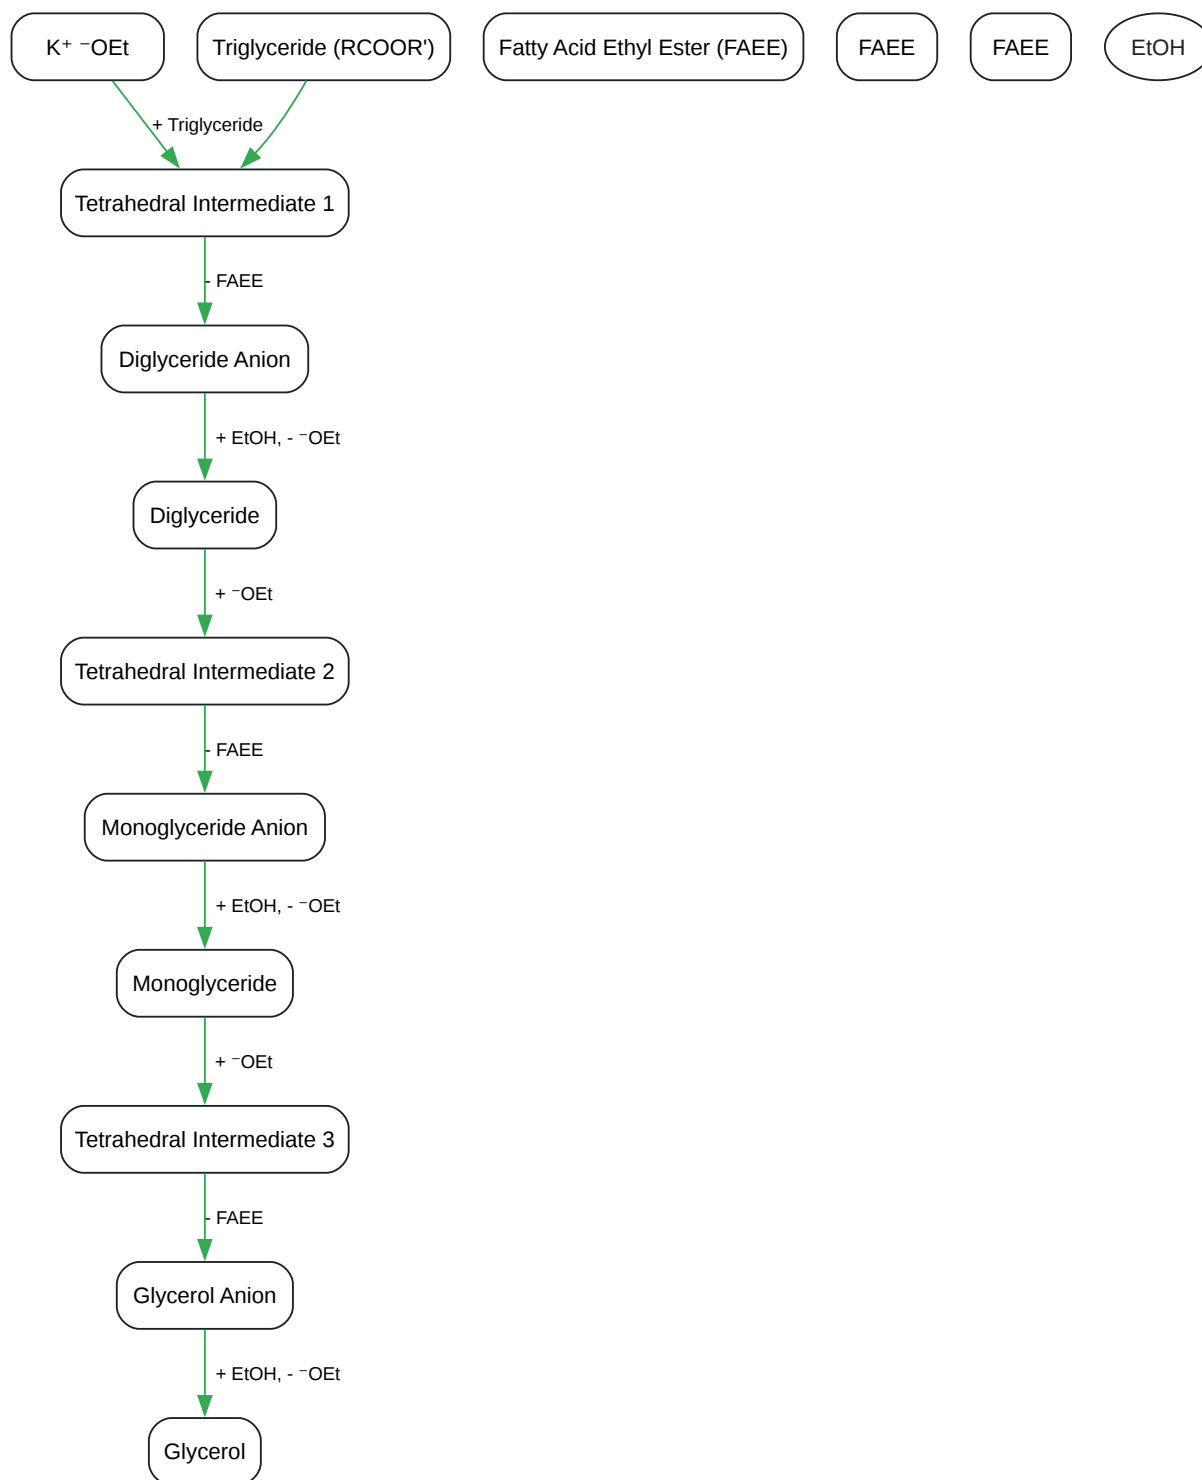 K⁺ ⁻OEt
Triglyceride (RCOOR')
Fatty Acid Ethyl Ester (FAEE)
FAEE
FAEE
EtOH
+ Triglyceride
Tetrahedral Intermediate 1
- FAEE
Diglyceride Anion
+ EtOH, - ⁻OEt
Diglyceride
+ ⁻OEt
Tetrahedral Intermediate 2
- FAEE
Monoglyceride Anion
+ EtOH, - ⁻OEt
Monoglyceride
+ ⁻OEt
Tetrahedral Intermediate 3
- FAEE
Glycerol Anion
+ EtOH, - ⁻OEt
Glycerol